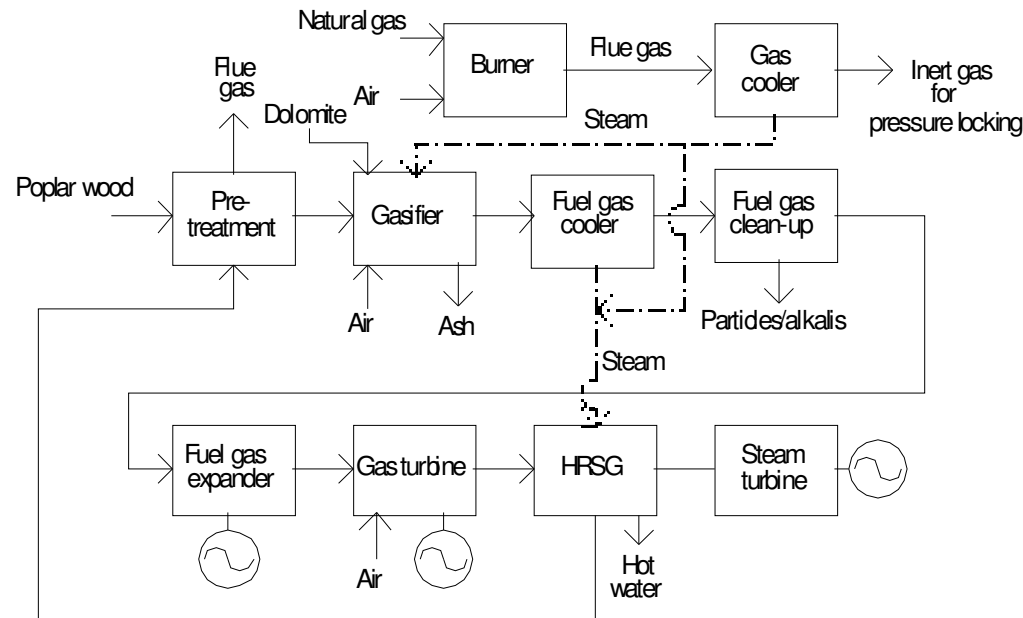 Natural gas
Flue gas
Burner
Gas
cooler
Inert gas
for
pressure locking
Flue
gas
Air
Dolomite
Steam
Poplar wood
Pre-
treatment
Gasifier
Fuel gas
cooler
Fuel gas
clean-up
Air
Ash
Particles/alkalis
Steam
Fuel gas
expander
Gas turbine
HRSG
Steam
turbine
Air
Hot
water